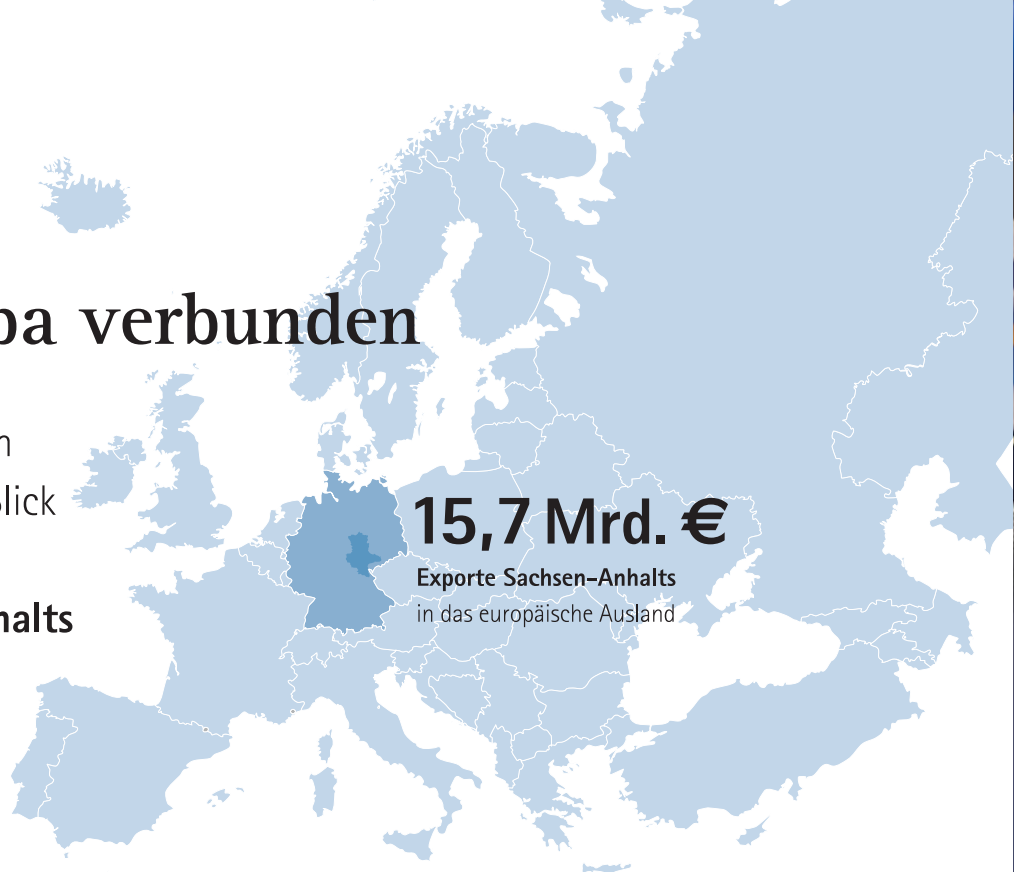 pa verbunden
n
lick
15,7 Mrd. €
Exporte Sachsen-Anhalts
in das europäische Ausland
halts